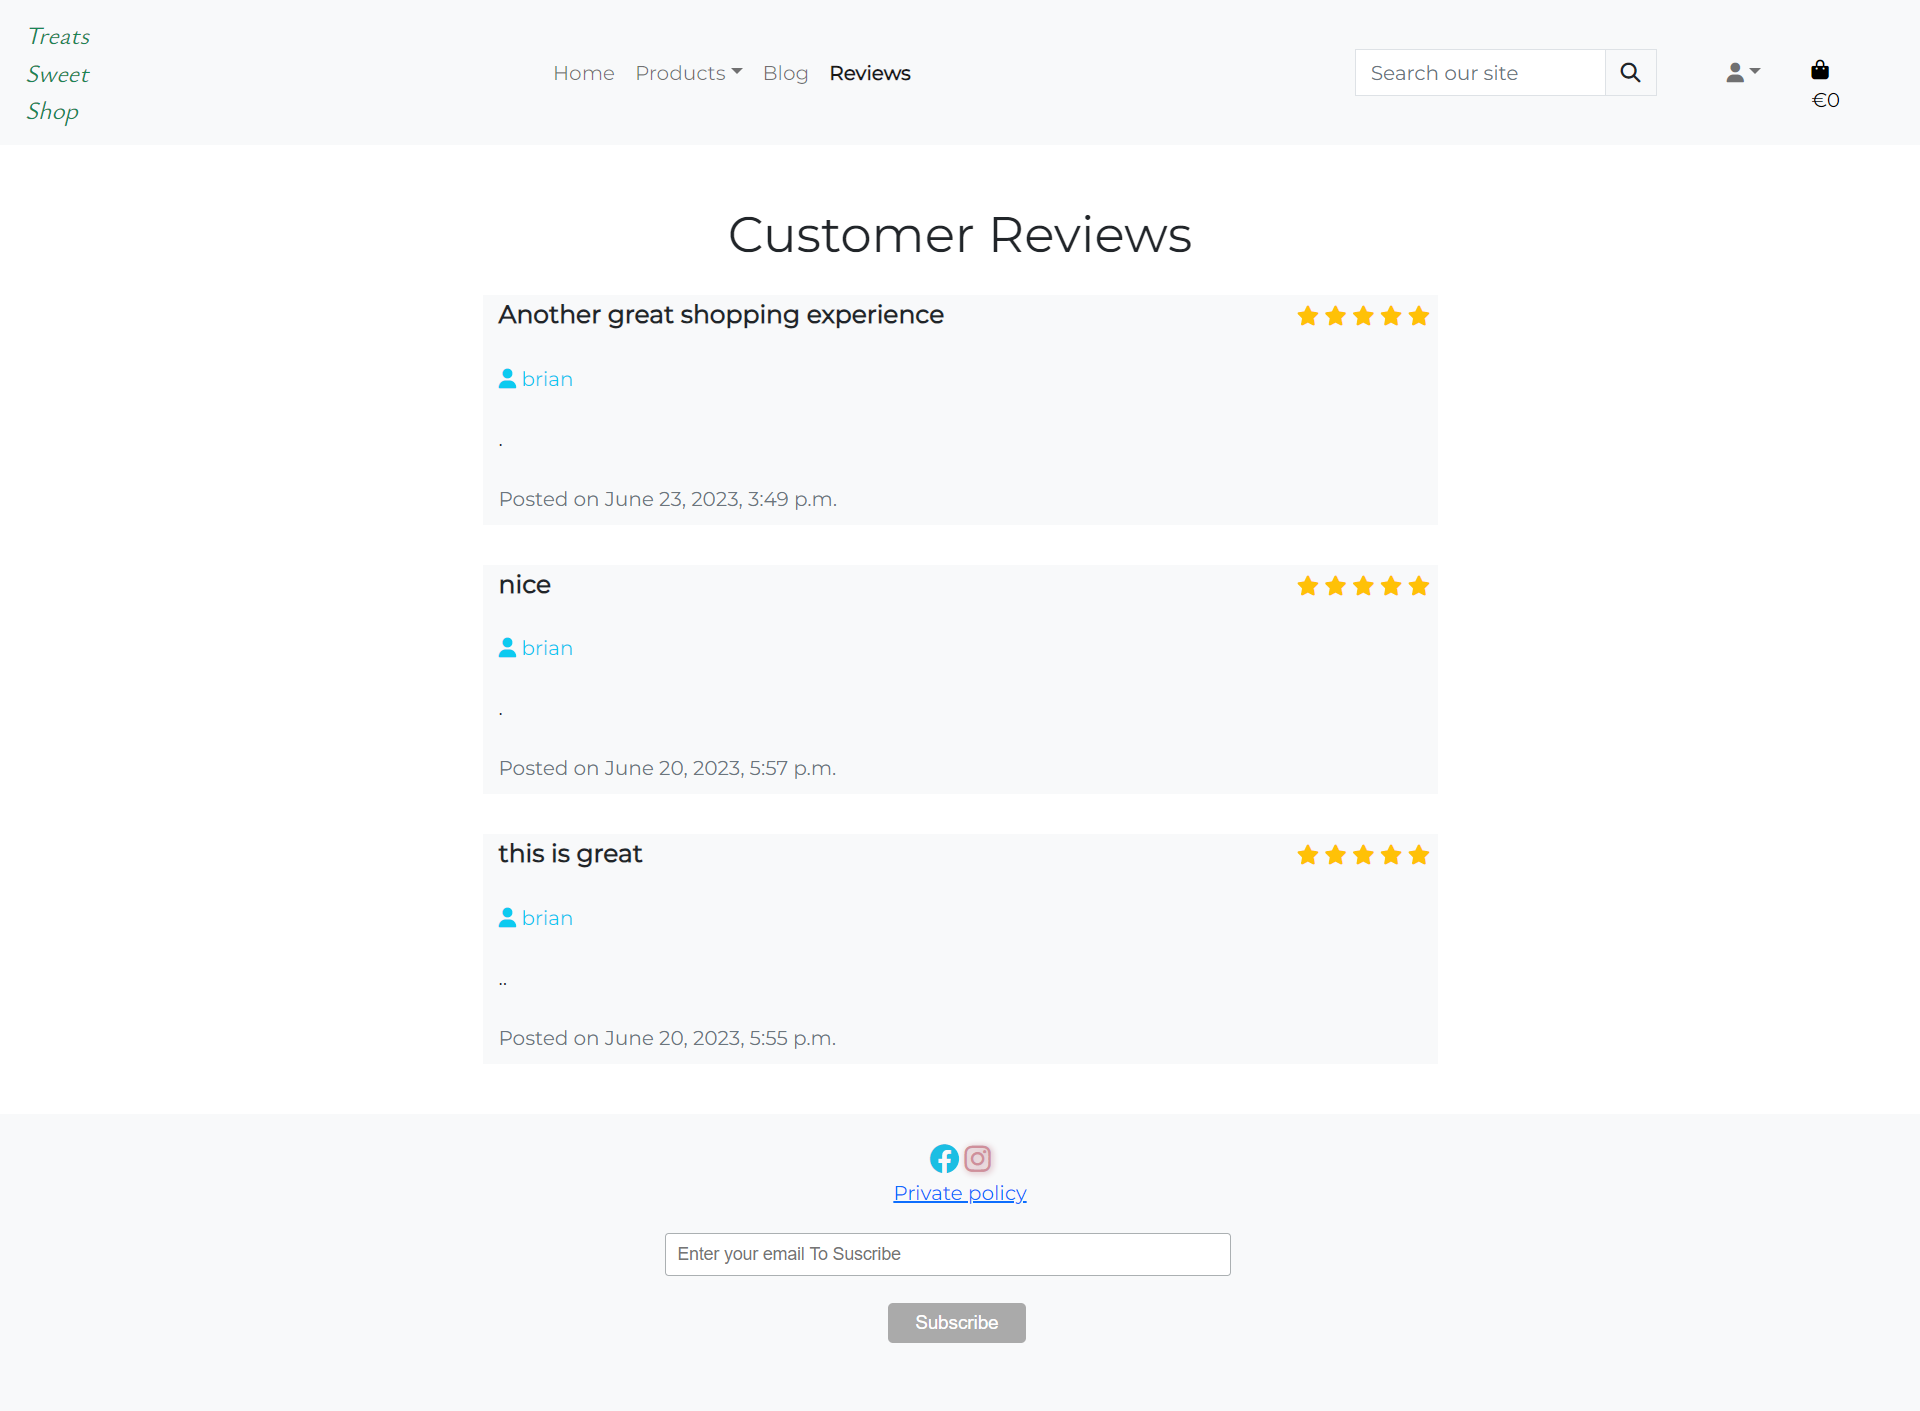 Treats
Sweet
Shop
Home Products Blog Reviews
Search our site
€0
Customer Reviews
Another great shopping experience
brian
.
Posted on June 23, 2023, 3:49 p.m.
nice
brian
.
Posted on June 20, 2023, 5:57 p.m.
this is great
brian
..
Posted on June 20, 2023, 5:55 p.m.
Private policy
Enter your email To Suscribe
Subscribe